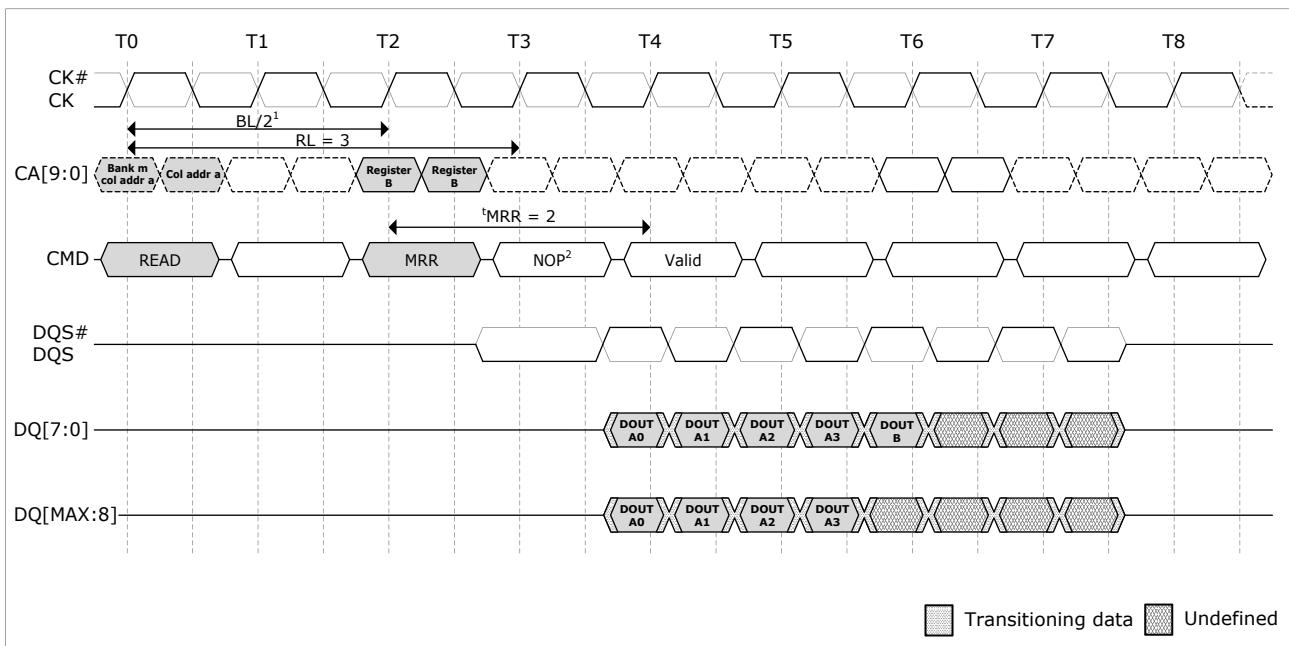 T0 T1 T2 T3 T4 T5 T6 T7 T8
CK#
CK
BL/2¹
RL = 3
CA[9:0]
Bank m
col addr a
Col addr a
Register
B
Register
B
ᵗMRR = 2
CMD
READ
MRR
NOP²
Valid
DQS#
DQS
DQ[7:0]
DOUT
A0
DOUT
A1
DOUT
A2
DOUT
A3
DOUT
B
DQ[MAX:8]
DOUT
A0
DOUT
A1
DOUT
A2
DOUT
A3
Transitioning data
Undefined